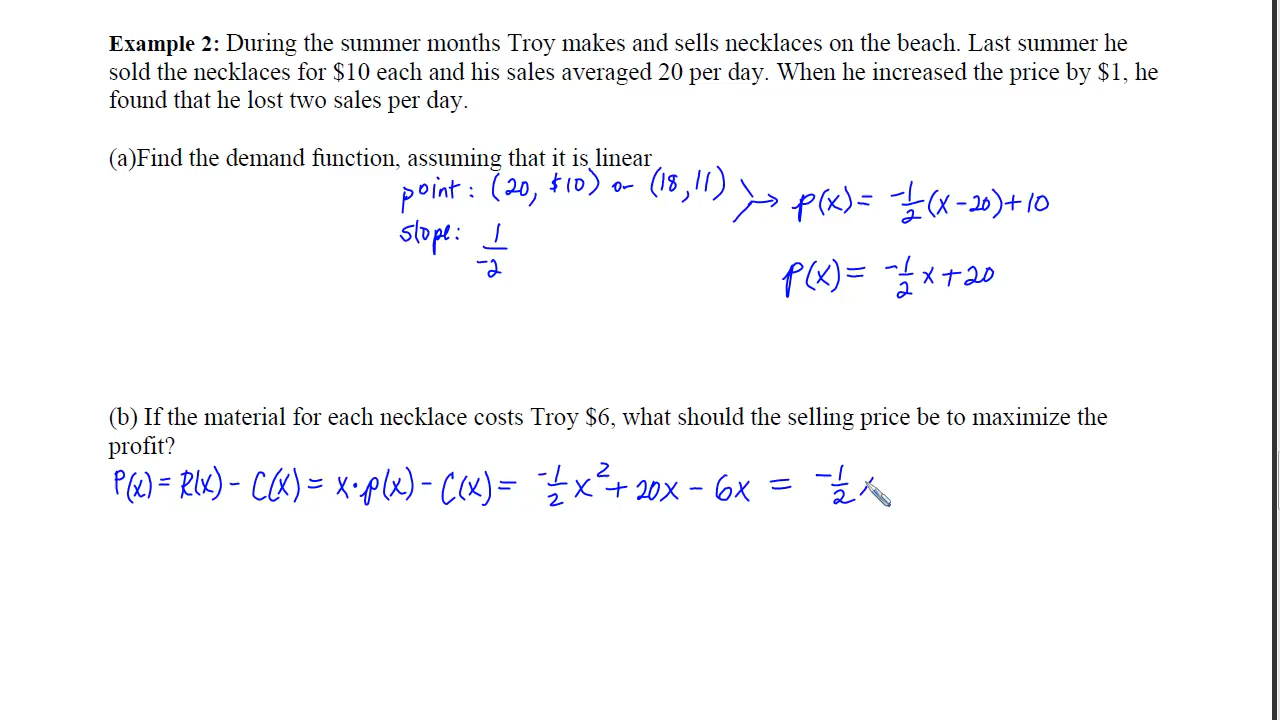 Example 2: During the summer months Troy makes and sells necklaces on the beach. Last summer he
sold the necklaces for $10 each and his sales averaged 20 per day. When he increased the price by $1, he
found that he lost two sales per day.
(a)Find the demand function, assuming that it is linear
point: (20, $10) or (18, 11) → p(x) = -1/2 (x - 20) + 10
slope: 1/-2
p(x) = -1/2 x + 20
(b) If the material for each necklace costs Troy $6, what should the selling price be to maximize the
profit?
P(x) = R(x) - C(x) = x • p(x) - C(x) = -1/2 x² + 20x - 6x = -1/2